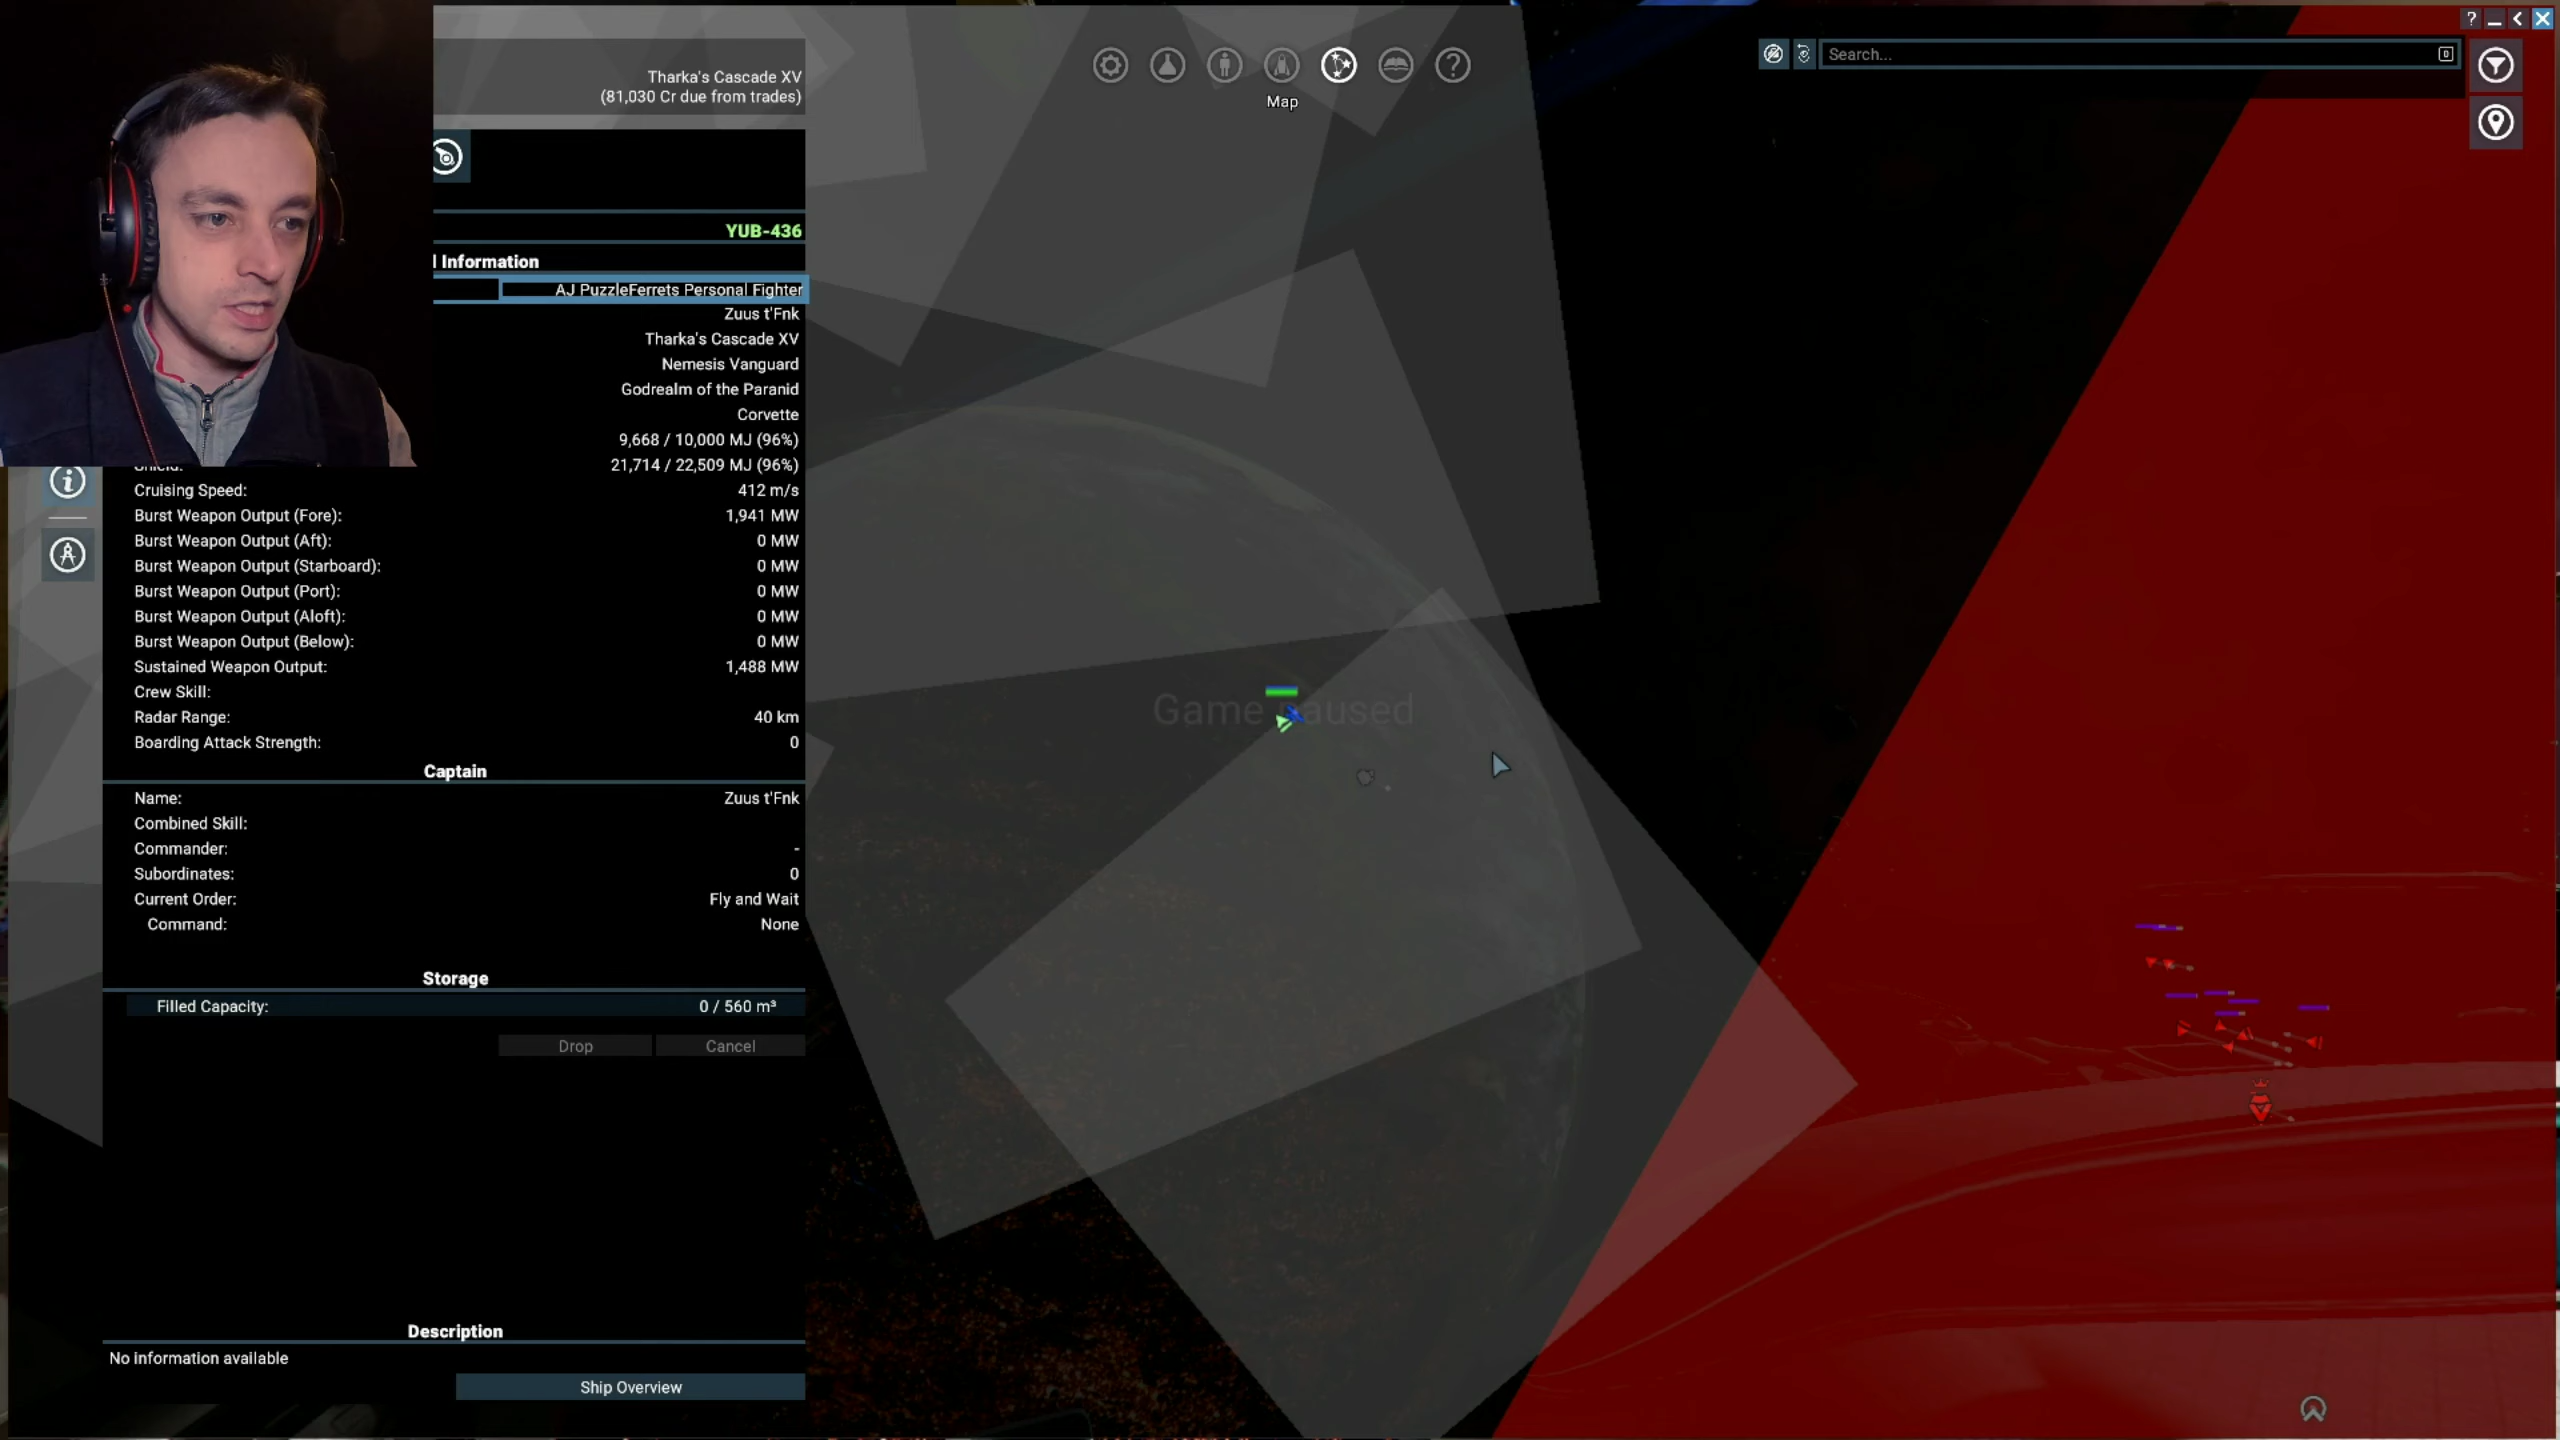 Tharka's Cascade XV
(81,030 Cr due from trades)
Map
Search...
YUB-436
Information
AJ PuzzleFerrets Personal Fighter
Zuus t'Fnk
Tharka's Cascade XV
Nemesis Vanguard
Godrealm of the Paranid
Corvette
9,668 / 10,000 MJ (96%)
21,714 / 22,509 MJ (96%)
Cruising Speed: 412 m/s
Burst Weapon Output (Fore): 1,941 MW
Burst Weapon Output (Aft): 0 MW
Burst Weapon Output (Starboard): 0 MW
Burst Weapon Output (Port): 0 MW
Burst Weapon Output (Aloft): 0 MW
Burst Weapon Output (Below): 0 MW
Sustained Weapon Output: 1,488 MW
Crew Skill:
Radar Range: 40 km
Boarding Attack Strength: 0
Captain
Name: Zuus t'Fnk
Combined Skill:
Commander: -
Subordinates: 0
Current Order: Fly and Wait
Command: None
Storage
Filled Capacity: 0 / 560 m³
Drop Cancel
Description
No information available
Ship Overview
Game paused